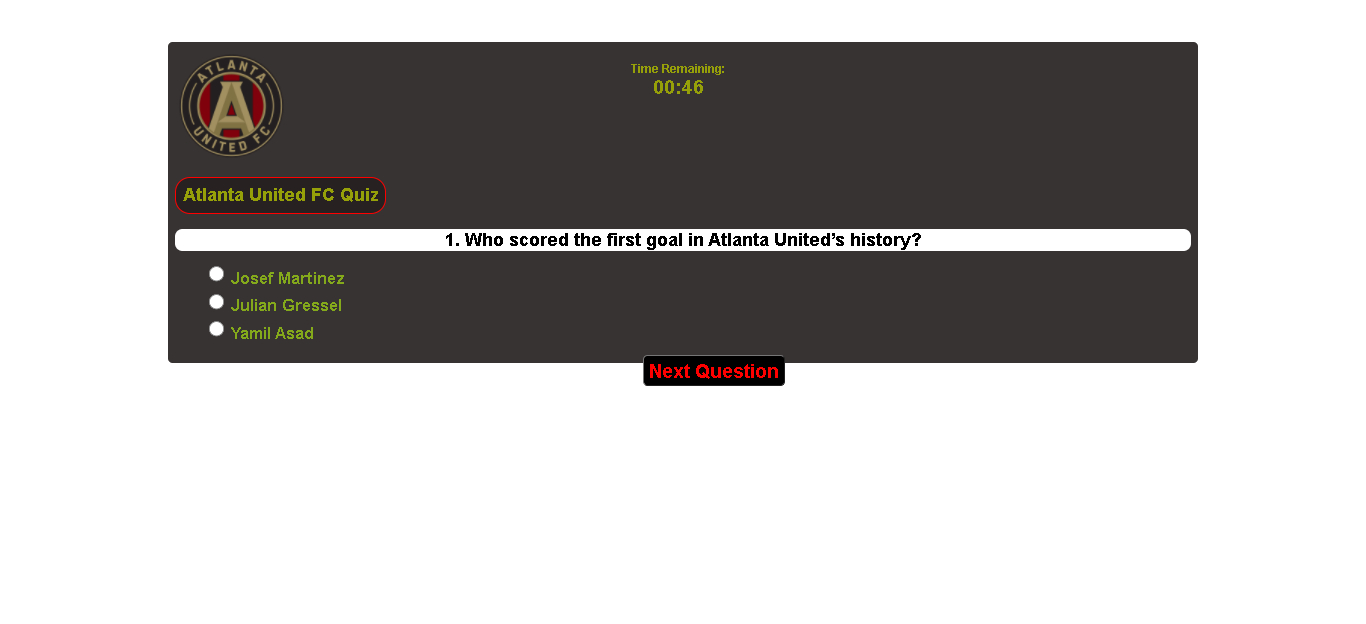 ATLANTA
A
UNITED FC
Time Remaining:
00:46
Atlanta United FC Quiz
1. Who scored the first goal in Atlanta United’s history?
Josef Martinez
Julian Gressel
Yamil Asad
Next Question